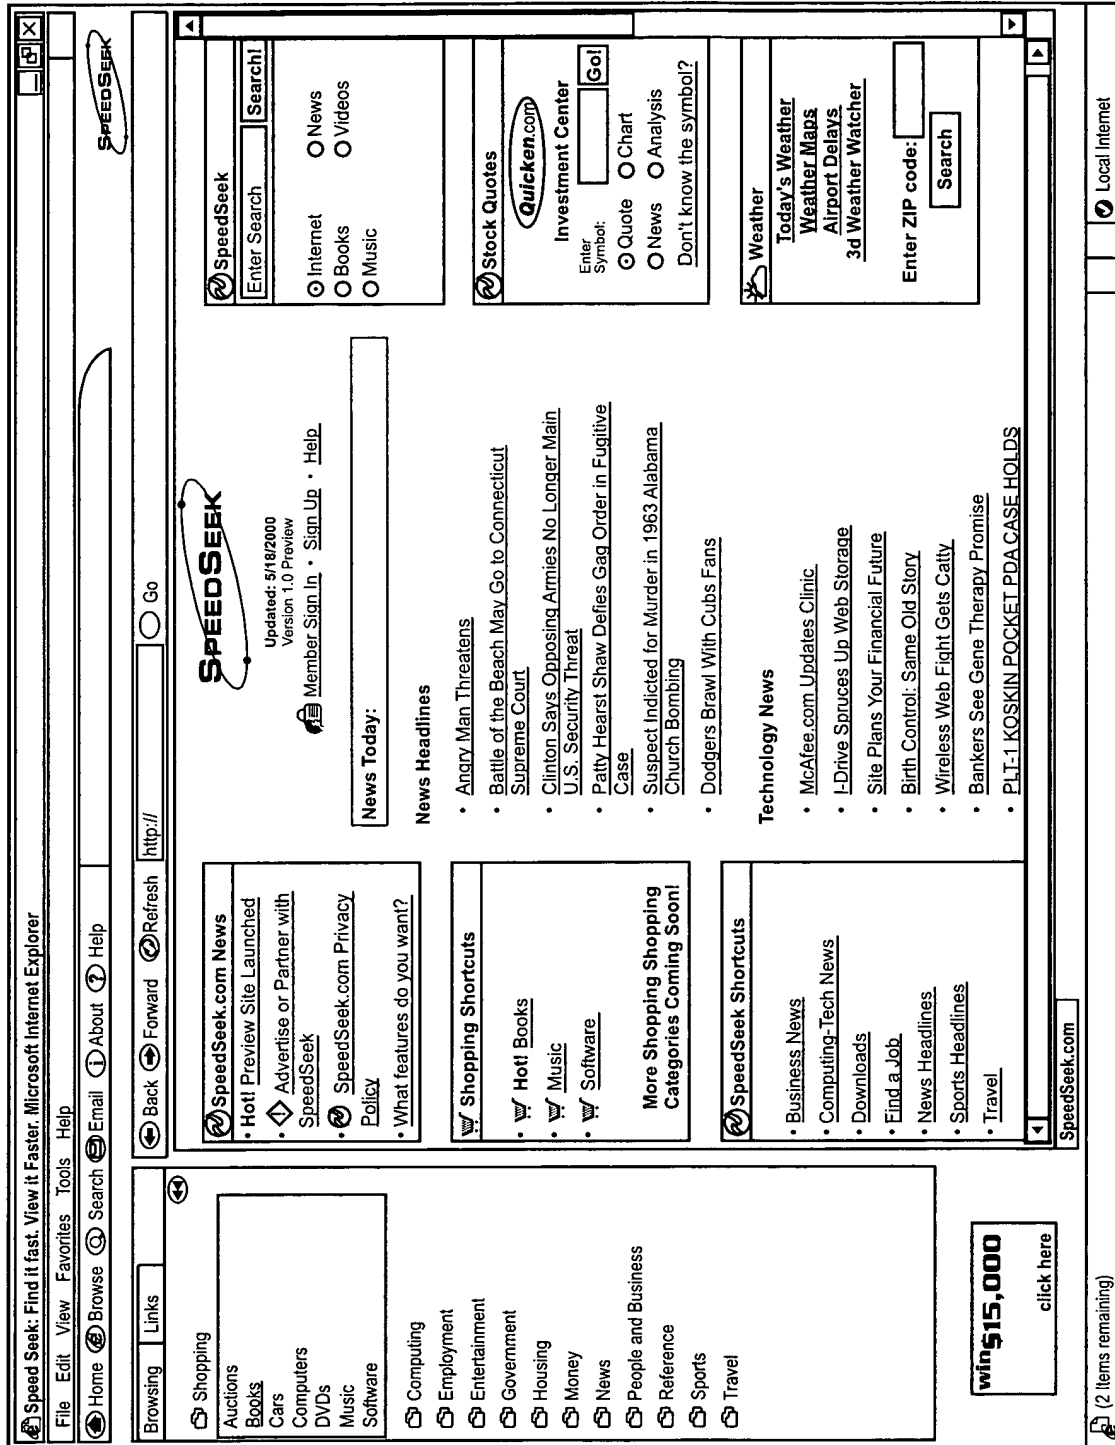 Speed Seek: Find it fast. View it Faster. Microsoft Internet Explorer
File Edit View Favorites Tools Help
Home Browse Search Email About Help
SPEEDSEEK
Browsing Links
Shopping
Auctions
Books
Cars
Computers
DVDs
Music
Software
Computing
Employment
Entertainment
Government
Housing
Money
News
People and Business
Reference
Sports
Travel
win $15,000
click here
Back Forward Refresh http:// Go
SpeedSeek.com News
• Hot! Preview Site Launched
• Advertise or Partner with
SpeedSeek
• SpeedSeek.com Privacy
Policy
• What features do you want?
Shopping Shortcuts
• Hot! Books
• Music
• Software
More Shopping Shopping
Categories Coming Soon!
SpeedSeek Shortcuts
• Business News
• Computing-Tech News
• Downloads
• Find a Job
• News Headlines
• Sports Headlines
• Travel
SPEEDSEEK
Updated: 5/18/2000
Version 1.0 Preview
Member Sign In • Sign Up • Help
News Today:
News Headlines
• Angry Man Threatens
• Battle of the Beach May Go to Connecticut
Supreme Court
• Clinton Says Opposing Armies No Longer Main
U.S. Security Threat
• Patty Hearst Shaw Defies Gag Order in Fugitive
Case
• Suspect Indicted for Murder in 1963 Alabama
Church Bombing
• Dodgers Brawl With Cubs Fans
Technology News
• McAfee.com Updates Clinic
• I-Drive Spruces Up Web Storage
• Site Plans Your Financial Future
• Birth Control: Same Old Story
• Wireless Web Fight Gets Catty
• Bankers See Gene Therapy Promise
• PLT-1 KOSKIN POCKET PDA CASE HOLDS
SpeedSeek
Enter Search Search!
Internet News
Books Videos
Music
Stock Quotes
Quicken.com
Investment Center
Enter
Symbol: Go!
Quote Chart
News Analysis
Don't know the symbol?
Weather
Today's Weather
Weather Maps
Airport Delays
3d Weather Watcher
Enter ZIP code:
Search
SpeedSeek.com
(2 Items remaining)
Local Internet